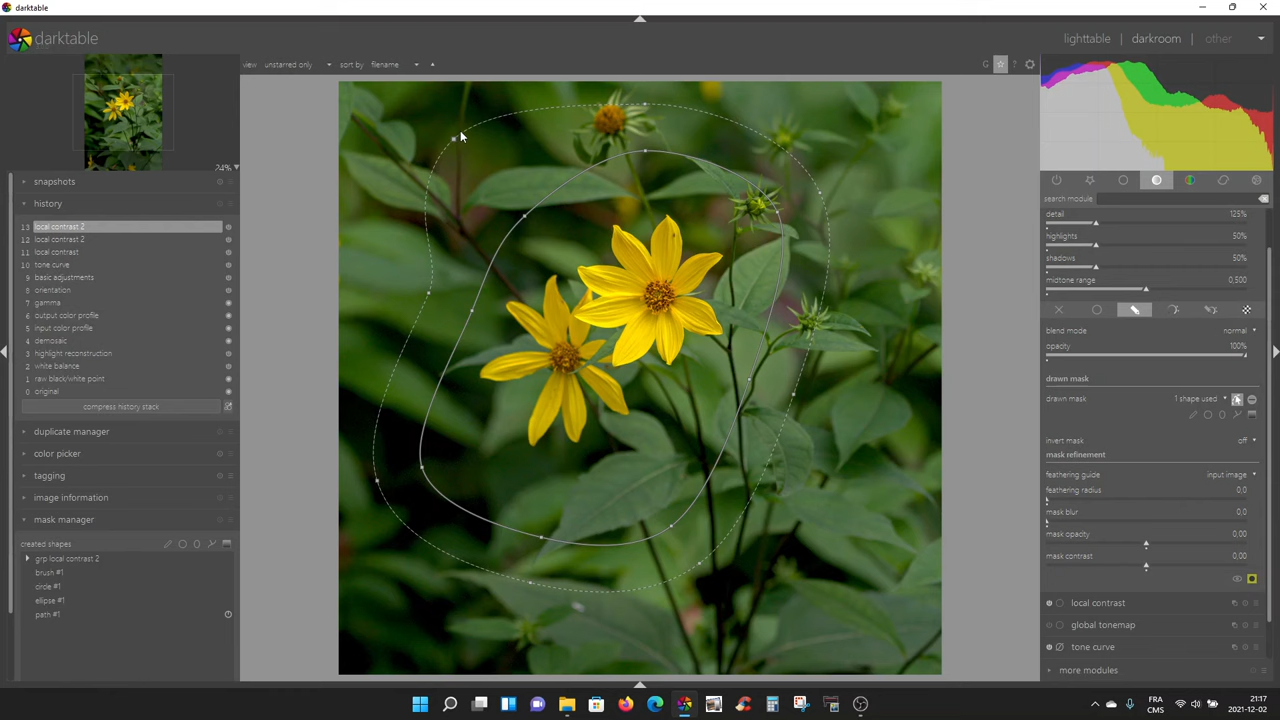 darktable
darktable
lighttable
darkroom
other
view
unstarred only
sort by
filename
G
?
24%
snapshots
history
13 local contrast 2
12 local contrast 2
11 local contrast
10 tone curve
9 basic adjustments
8 orientation
7 gamma
6 output color profile
5 input color profile
4 demosaic
3 highlight reconstruction
2 white balance
1 raw black/white point
0 original
compress history stack
duplicate manager
color picker
tagging
image information
mask manager
created shapes
grp local contrast 2
brush #1
circle #1
ellipse #1
path #1
search module
detail 125%
highlights 50%
shadows 50%
midtone range 0,500
blend mode normal
opacity 100%
drawn mask
drawn mask 1 shape used
invert mask off
mask refinement
feathering guide input image
feathering radius 0,0
mask blur 0,0
mask opacity 0,00
mask contrast 0,00
local contrast
global tonemap
tone curve
more modules
FRA
CMS
21:17
2021-12-02